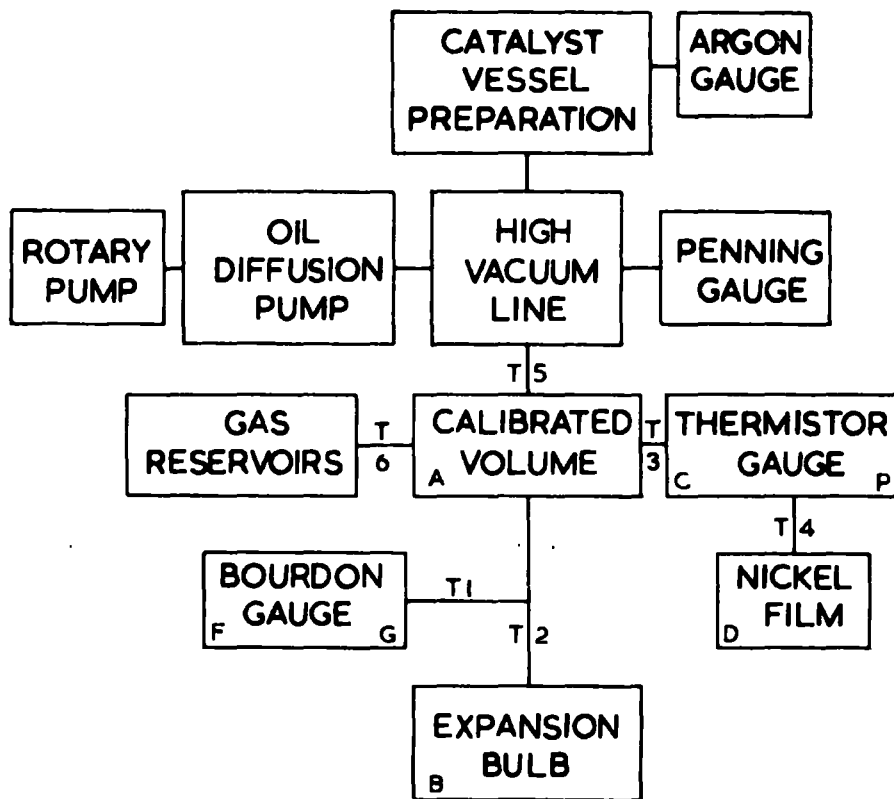 CATALYST
VESSEL
PREPARATION
ARGON
GAUGE
ROTARY
PUMP
OIL
DIFFUSION
PUMP
HIGH
VACUUM
LINE
PENNING
GAUGE
T 5
GAS
RESERVOIRS
T
6
CALIBRATED
VOLUME
A
T
3
THERMISTOR
GAUGE
C P
T 4
BOURDON
GAUGE
F G
T1
T 2
NICKEL
FILM
D
EXPANSION
BULB
B